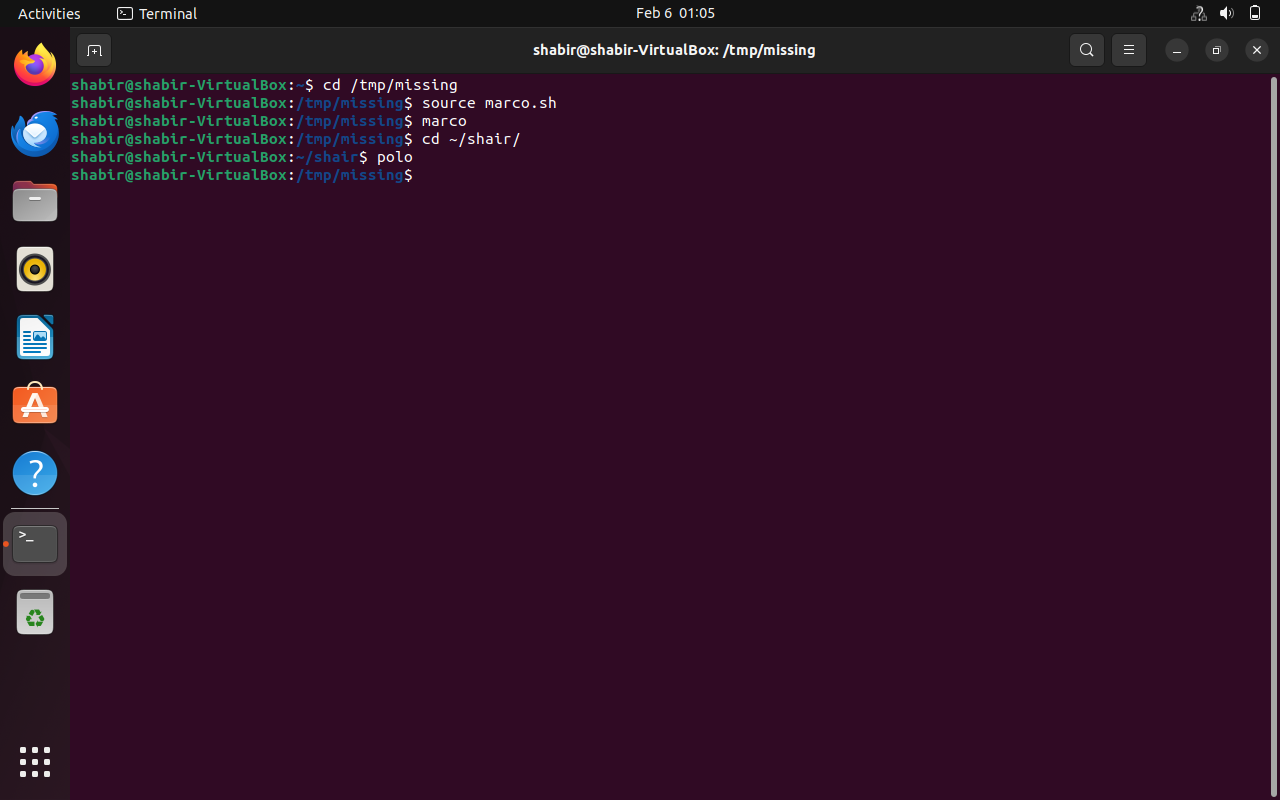 Activities
Terminal
Feb 6 01:05
shabir@shabir-VirtualBox: /tmp/missing
shabir@shabir-VirtualBox:~$ cd /tmp/missing
shabir@shabir-VirtualBox:/tmp/missing$ source marco.sh
shabir@shabir-VirtualBox:/tmp/missing$ marco
shabir@shabir-VirtualBox:/tmp/missing$ cd ~/shair/
shabir@shabir-VirtualBox:~/shair$ polo
shabir@shabir-VirtualBox:/tmp/missing$